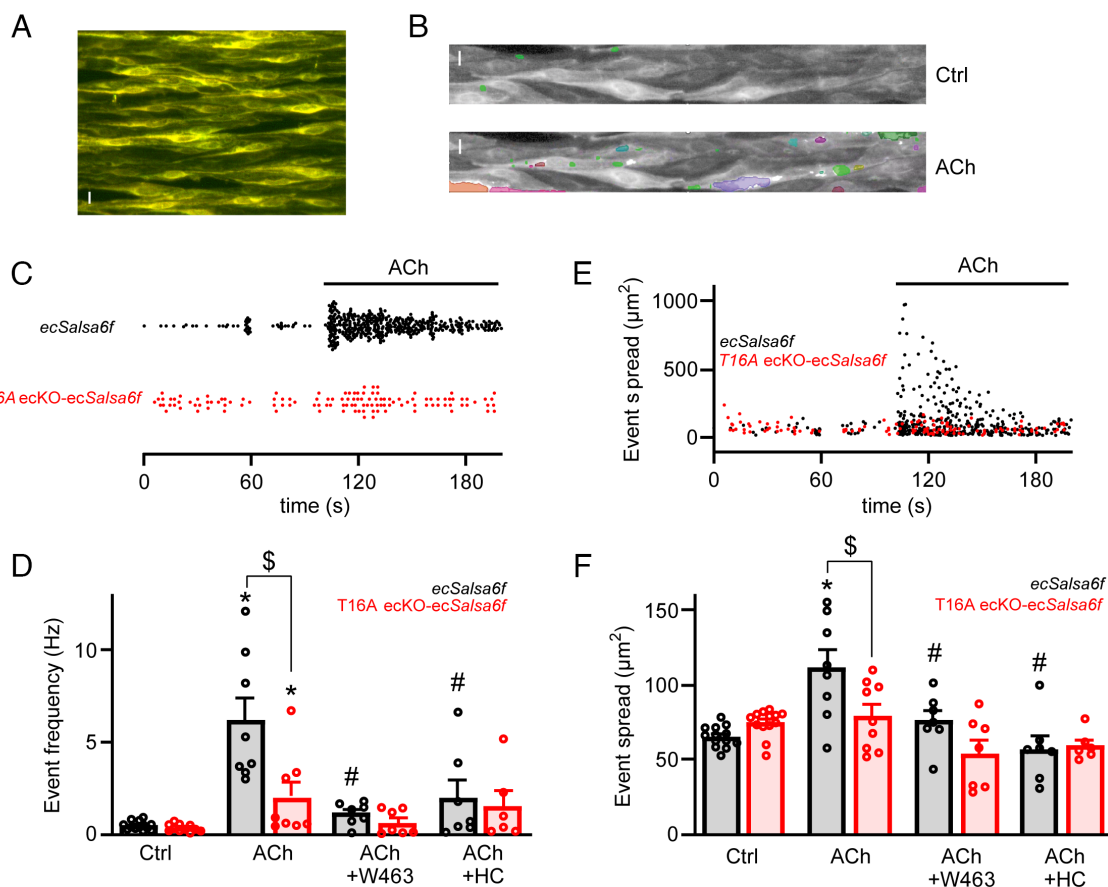 A
B
Ctrl
ACh
C
ACh
ecSalsa6f
6A ecKO-ecSalsa6f
0
60
120
180
time (s)
E
ACh
Event s pread (µm²)
1000
500
0
ecSalsa6f
T16A ecKO-ecSalsa6f
0
60
120
180
time (s)
D
$
ecSalsa6f
T16A ecKO-ecSalsa6f
Event frequency (Hz)
10
5
0
*
*
#
#
Ctrl
ACh
ACh
+W463
ACh
+HC
F
$
ecSalsa6f
T16A ecKO-ecSalsa6f
Event spread (µm²)
150
100
50
0
*
#
#
Ctrl
ACh
ACh
+W463
ACh
+HC